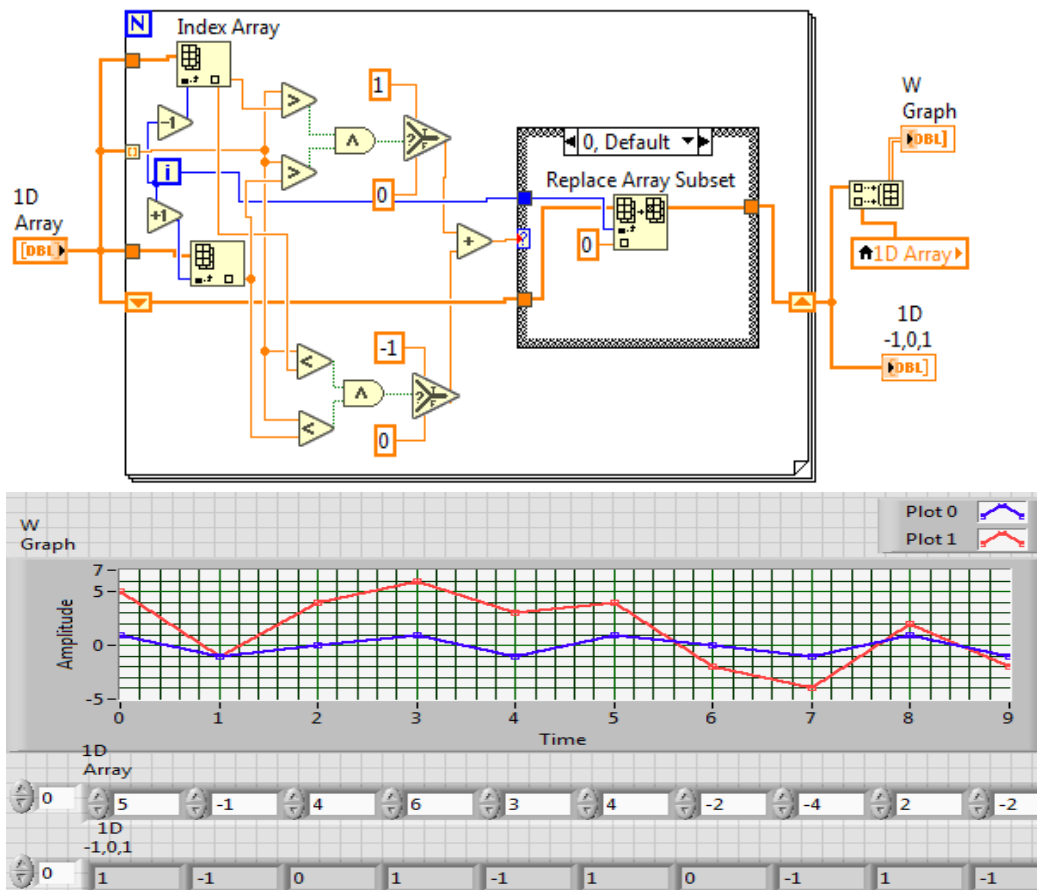 N
Index Array
1
-1
>
∧
?
T
F
W
Graph
DBL]
0, Default
[ ]
i
>
Replace Array Subset
0
1D
Array
[DBL
+1
+
?
0
1D Array
1D
-1,0,1
DBL]
-1
<
∧
?
T
F
<
0
W
Graph
Plot 0
Plot 1
7
5
0
-5
Amplitude
0 1 2 3 4 5 6 7 8 9
Time
1D
Array
0 5 -1 4 6 3 4 -2 -4 2 -2
1D
-1,0,1
0 1 -1 0 1 -1 1 0 -1 1 -1